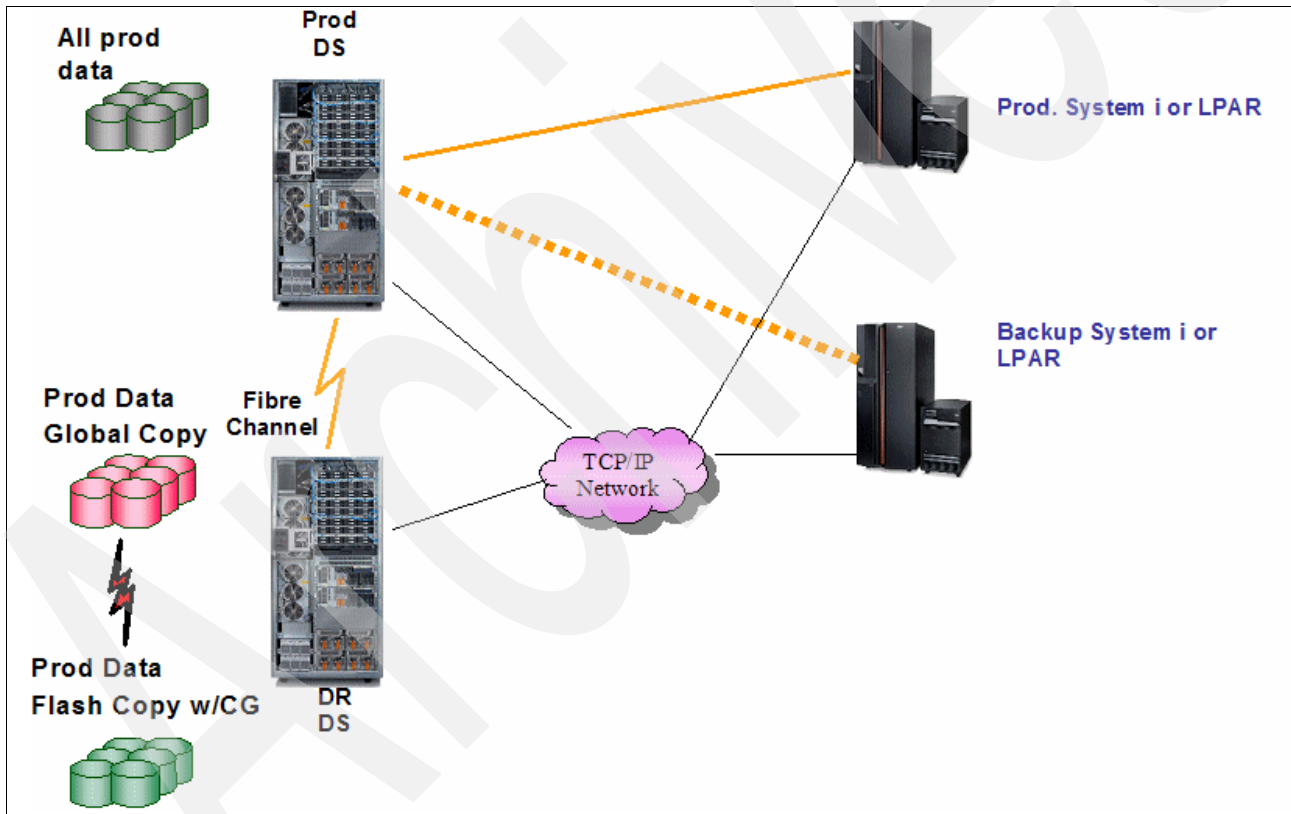 All prod
data
Prod
DS
Prod. System i or LPAR
Backup System i or
LPAR
Fibre
Channel
Prod Data
Global Copy
TCP/IP
Network
Prod Data
Flash Copy w/CG
DR
DS
Archive